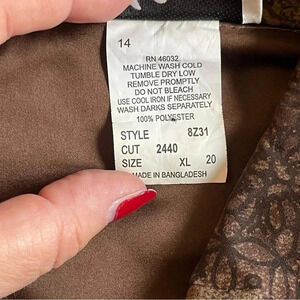 14
RN 46032
MACHINE WASH COLD
TUMBLE DRY LOW
REMOVE PROMPTLY
DO NOT BLEACH
USE COOL IRON IF NECESSARY
WASH DARKS SEPARATELY
100% POLYESTER
STYLE 8Z31
CUT 2440
SIZE XL 20
MADE IN BANGLADESH